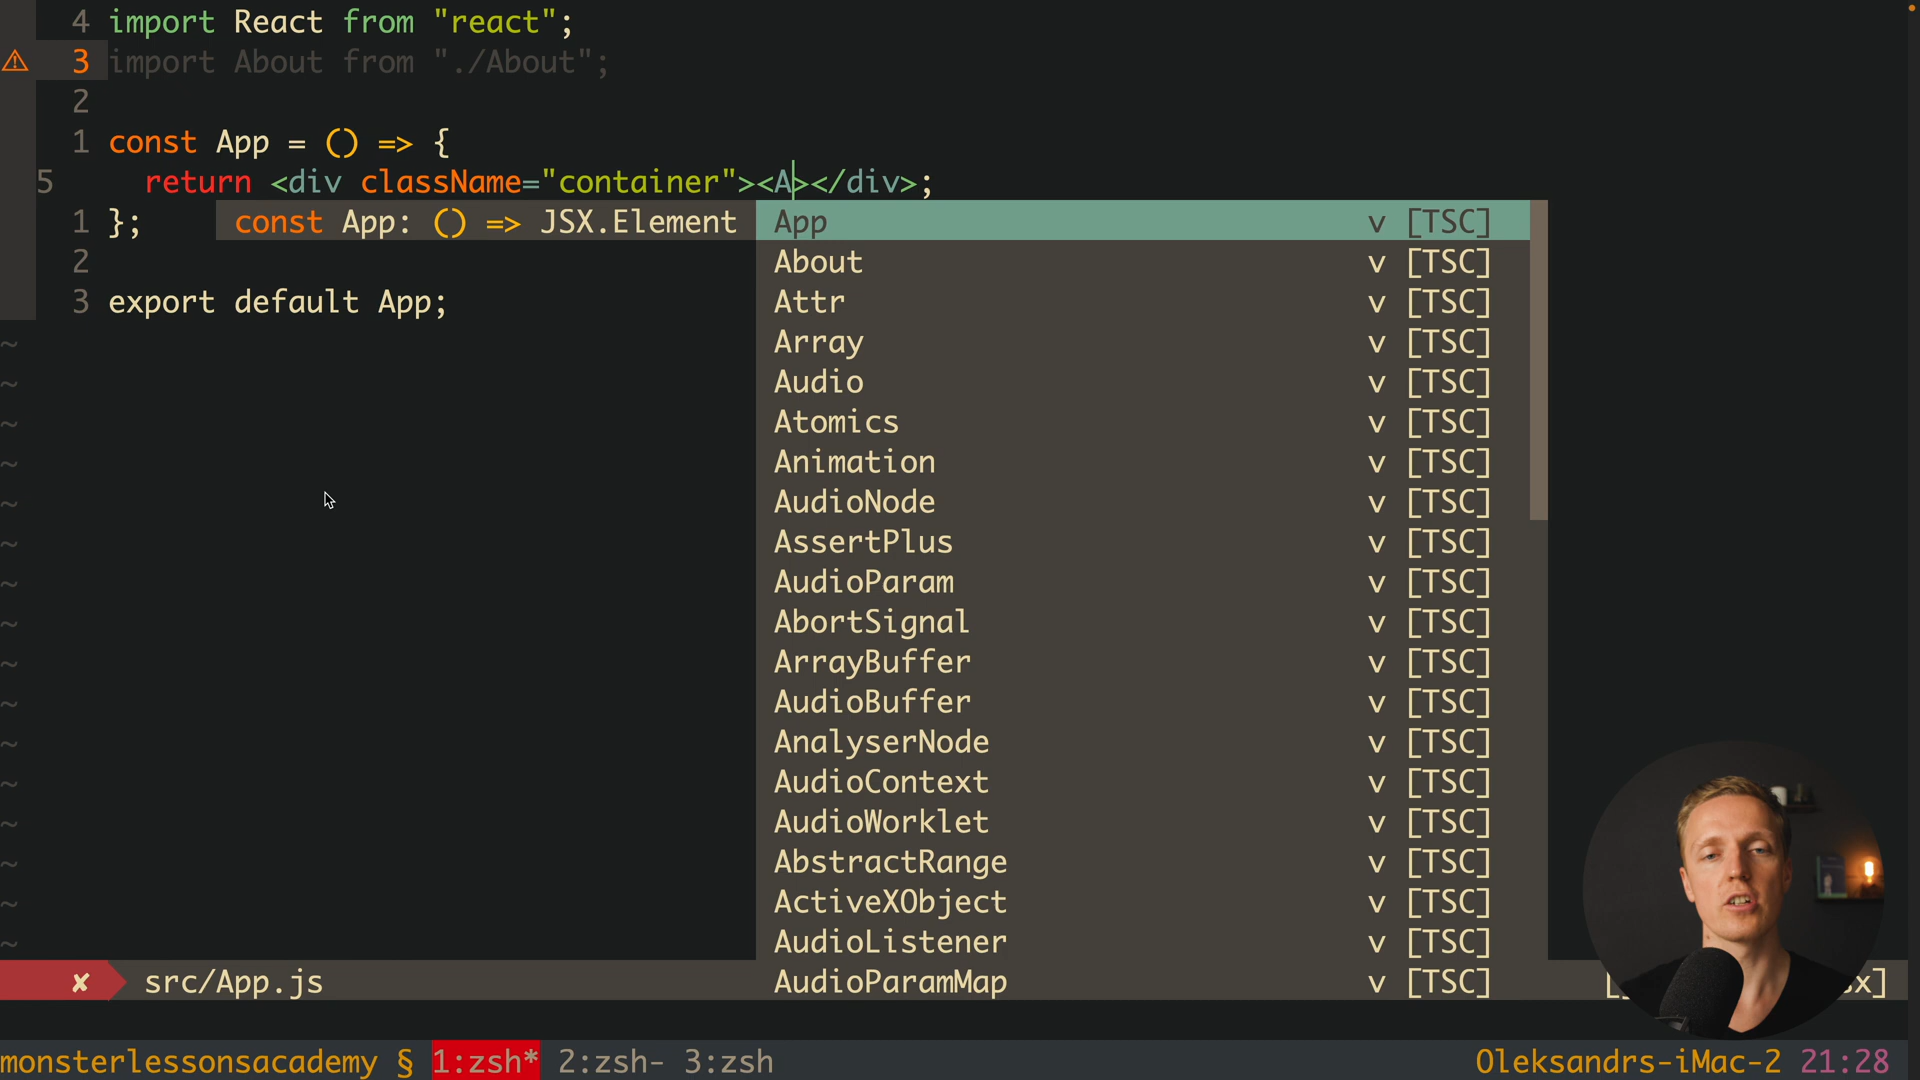 4 import React from "react";
3 import About from "./About";
2
1 const App = () => {
5 return <div className="container"><A></div>;
1 };
const App: () => JSX.Element
App v [TSC]
2
About v [TSC]
3 export default App;
Attr v [TSC]
~ Array v [TSC]
~ Audio v [TSC]
~ Atomics v [TSC]
~ Animation v [TSC]
~ AudioNode v [TSC]
~ AssertPlus v [TSC]
~ AudioParam v [TSC]
~ AbortSignal v [TSC]
~ ArrayBuffer v [TSC]
~ AudioBuffer v [TSC]
~ AnalyserNode v [TSC]
~ AudioContext v [TSC]
~ AudioWorklet v [TSC]
~ AbstractRange v [TSC]
~ ActiveXObject v [TSC]
~ AudioListener v [TSC]
✘ src/App.js
AudioParamMap v [TSC]
monsterlessonsacademy § 1:zsh* 2:zsh- 3:zsh
Oleksandrs-iMac-2 21:28